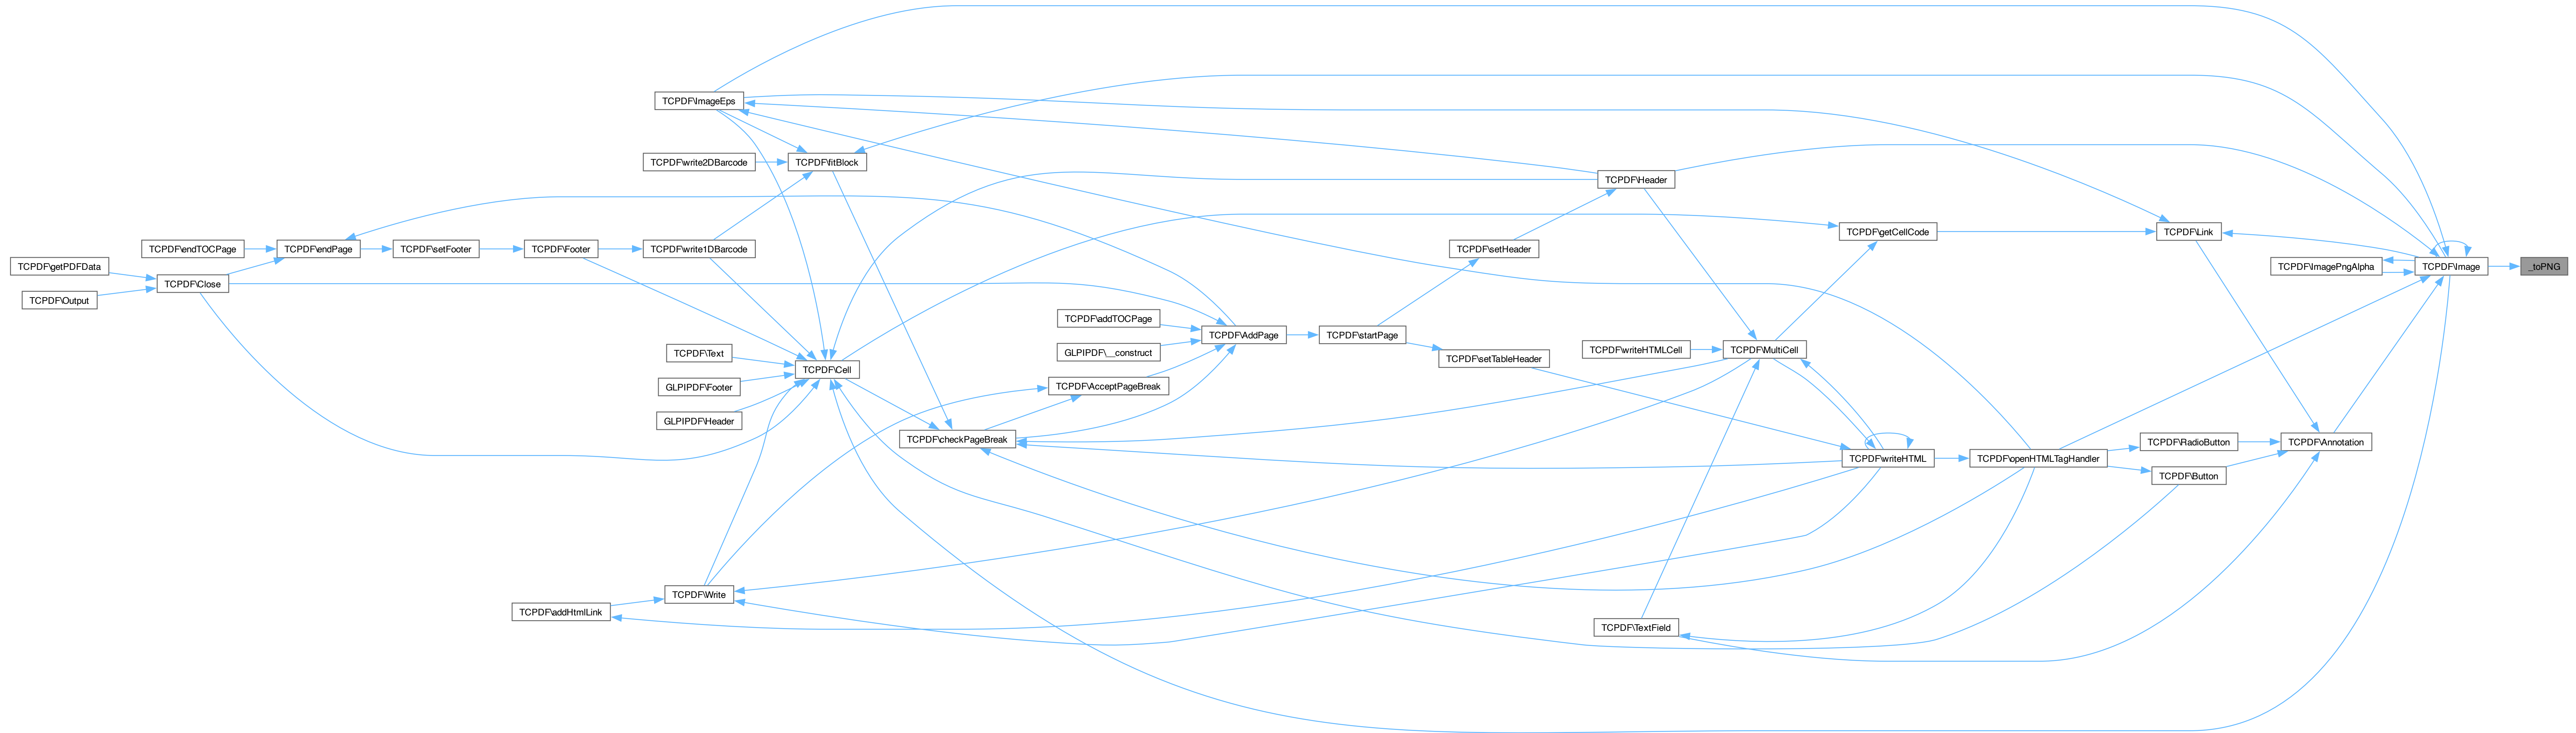 TCPDF\ImageEps
TCPDF\write2DBarcode
TCPDF\fitBlock
TCPDF\Header
TCPDF\getCellCode
TCPDF\Link
TCPDF\endTOCPage
TCPDF\endPage
TCPDF\setFooter
TCPDF\Footer
TCPDF\write1DBarcode
TCPDF\setHeader
TCPDF\getPDFData
TCPDF\ImagePngAlpha
TCPDF\Image
_toPNG
TCPDF\Close
TCPDF\Output
TCPDF\addTOCPage
TCPDF\AddPage
TCPDF\startPage
TCPDF\Text
GLPIPDF\__construct
TCPDF\setTableHeader
TCPDF\writeHTMLCell
TCPDF\MultiCell
TCPDF\Cell
GLPIPDF\Footer
TCPDF\AcceptPageBreak
GLPIPDF\Header
TCPDF\checkPageBreak
TCPDF\RadioButton
TCPDF\Annotation
TCPDF\writeHTML
TCPDF\openHTMLTagHandler
TCPDF\Button
TCPDF\Write
TCPDF\addHtmlLink
TCPDF\TextField